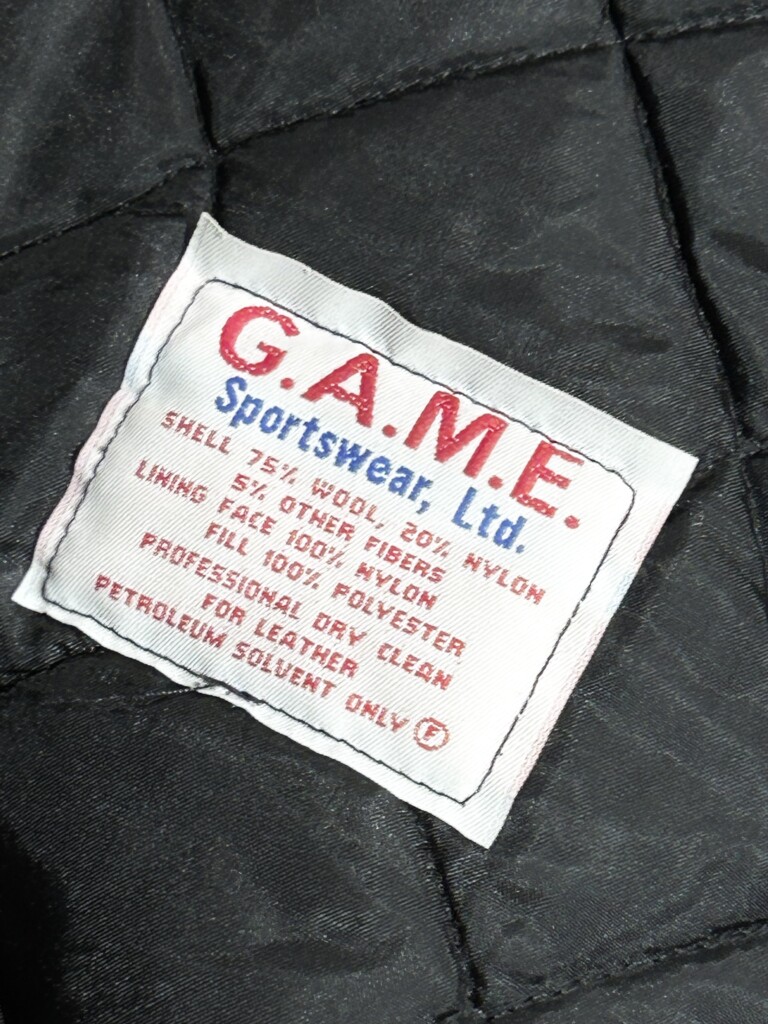 G.A.M.E.
Sportswear, Ltd.
SHELL 75% WOOL, 20% NYLON
5% OTHER FIBERS
LINING FACE 100% NYLON
FILL 100% POLYESTER
PROFESSIONAL DRY CLEAN
FOR LEATHER
PETROLEUM SOLVENT ONLY Ⓕ